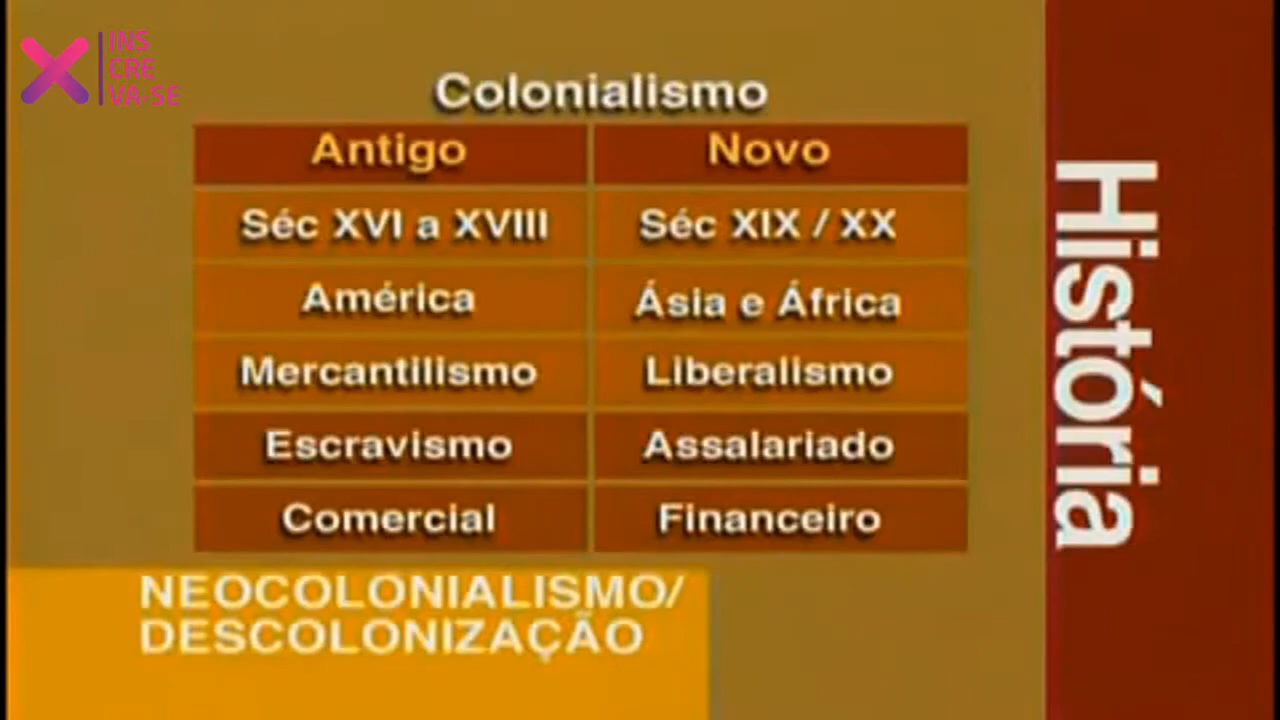 INS
CRE
VA-SE
Colonialismo
Antigo Novo
Séc XVI a XVIII Séc XIX / XX
América Ásia e África
Mercantilismo Liberalismo
Escravismo Assalariado
Comercial Financeiro
NEOCOLONIALISMO/
DESCOLONIZAÇÃO
História